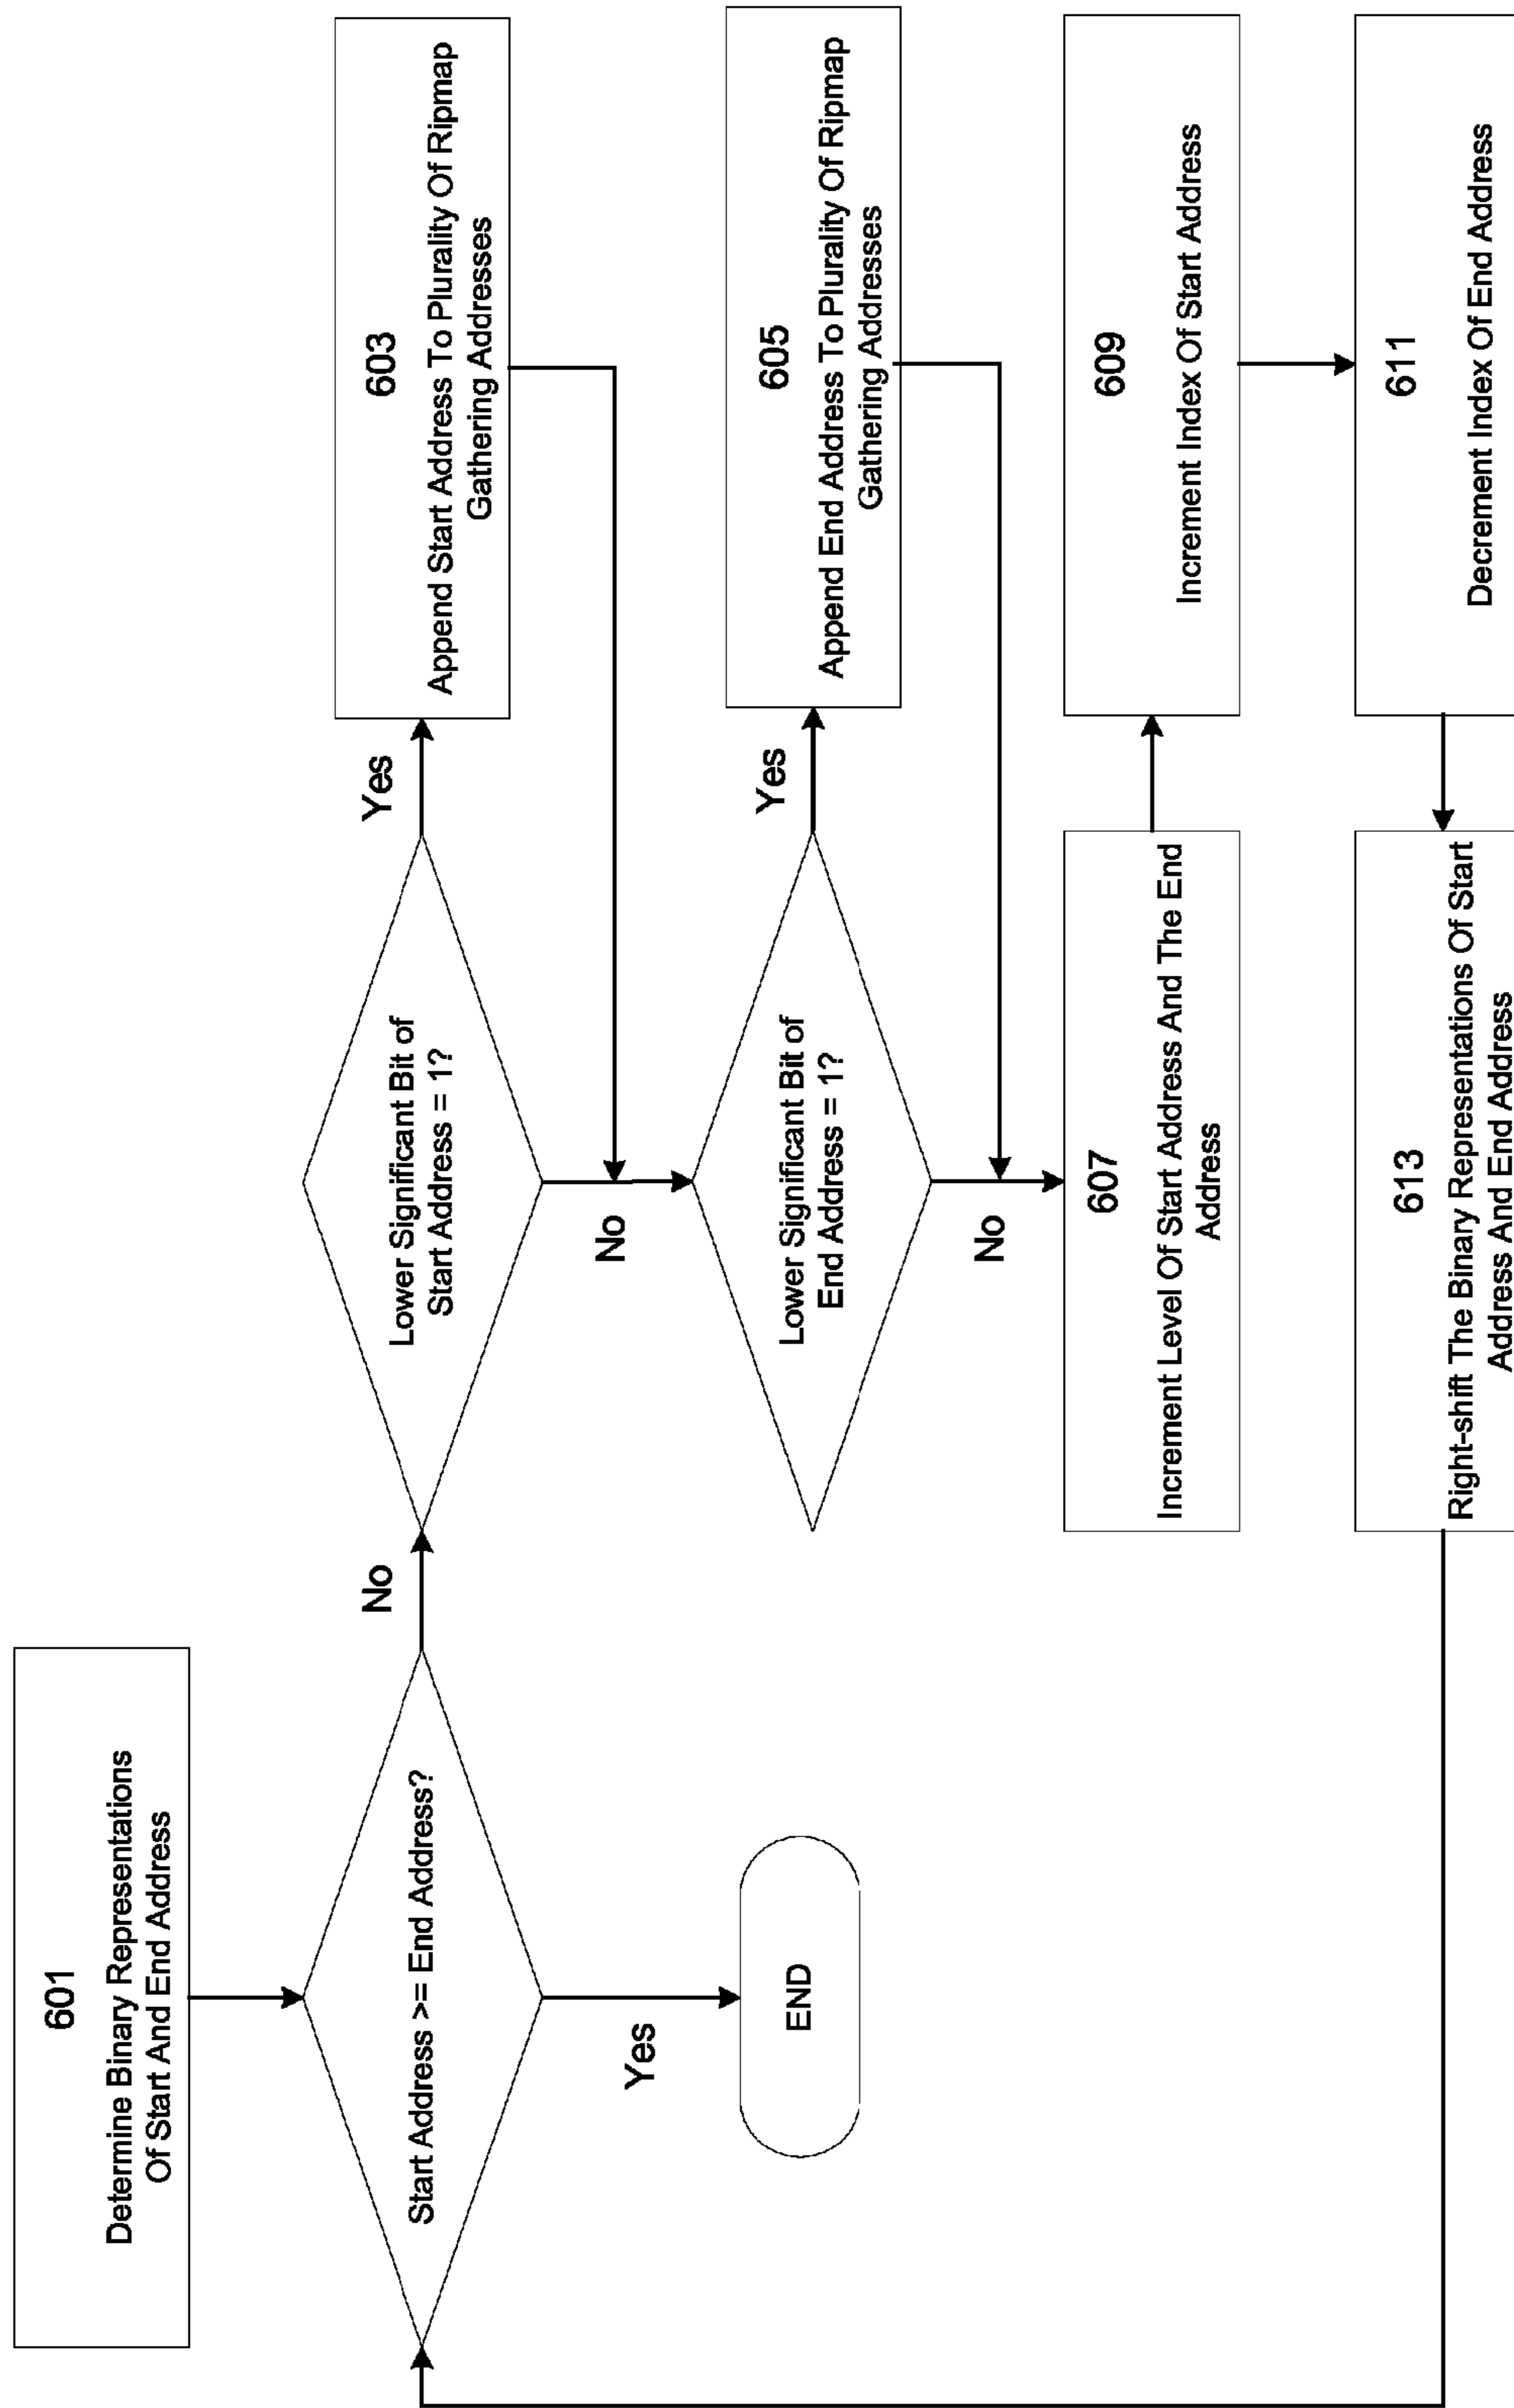 601
Determine Binary Representations
Of Start And End Address
Start Address >= End Address?
Yes
END
No
Lower Significant Bit of
Start Address = 1?
Yes
603
Append Start Address To Plurality Of Ripmap
Gathering Addresses
No
Lower Significant Bit of
End Address = 1?
Yes
605
Append End Address To Plurality Of Ripmap
Gathering Addresses
No
607
Increment Level Of Start Address And The End
Address
609
Increment Index Of Start Address
611
Decrement Index Of End Address
613
Right-shift The Binary Representations Of Start
Address And End Address